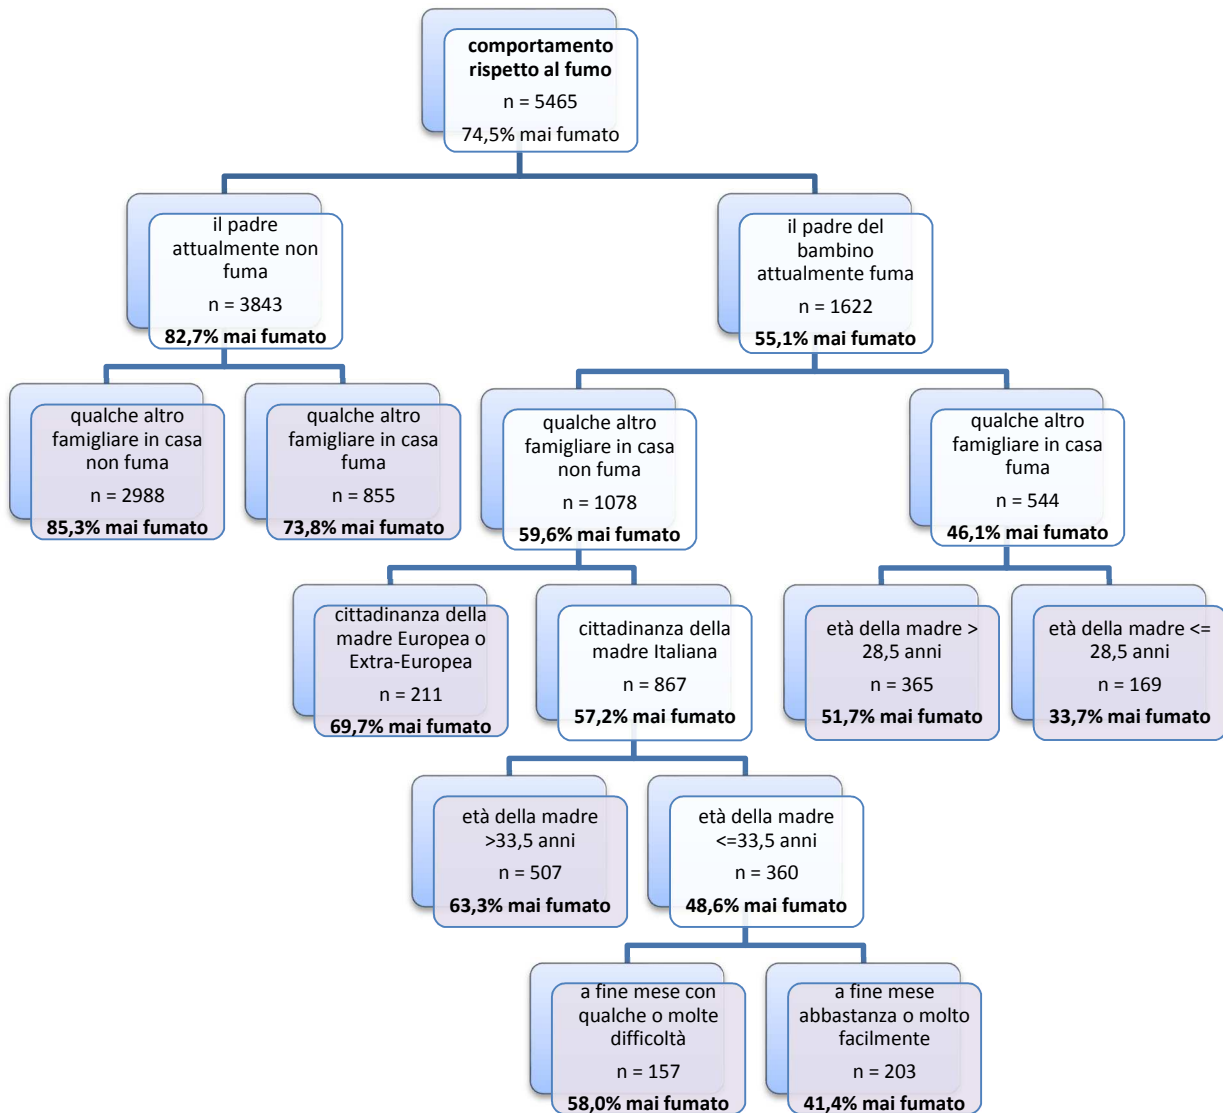 comportamento
rispetto al fumo
n = 5465
74,5% mai fumato
il padre
attualmente non
fuma
n = 3843
82,7% mai fumato
il padre del
bambino
attualmente fuma
n = 1622
55,1% mai fumato
qualche altro
famigliare in casa
non fuma
n = 2988
85,3% mai fumato
qualche altro
famigliare in casa
fuma
n = 855
73,8% mai fumato
qualche altro
famigliare in casa
non fuma
n = 1078
59,6% mai fumato
qualche altro
famigliare in casa
fuma
n = 544
46,1% mai fumato
cittadinanza della
madre Europea o
Extra-Europea
n = 211
69,7% mai fumato
cittadinanza della
madre Italiana
n = 867
57,2% mai fumato
età della madre >
28,5 anni
n = 365
51,7% mai fumato
età della madre <=
28,5 anni
n = 169
33,7% mai fumato
età della madre
>33,5 anni
n = 507
63,3% mai fumato
età della madre
<=33,5 anni
n = 360
48,6% mai fumato
a fine mese con
qualche o molte
difficoltà
n = 157
58,0% mai fumato
a fine mese
abbastanza o molto
facilmente
n = 203
41,4% mai fumato